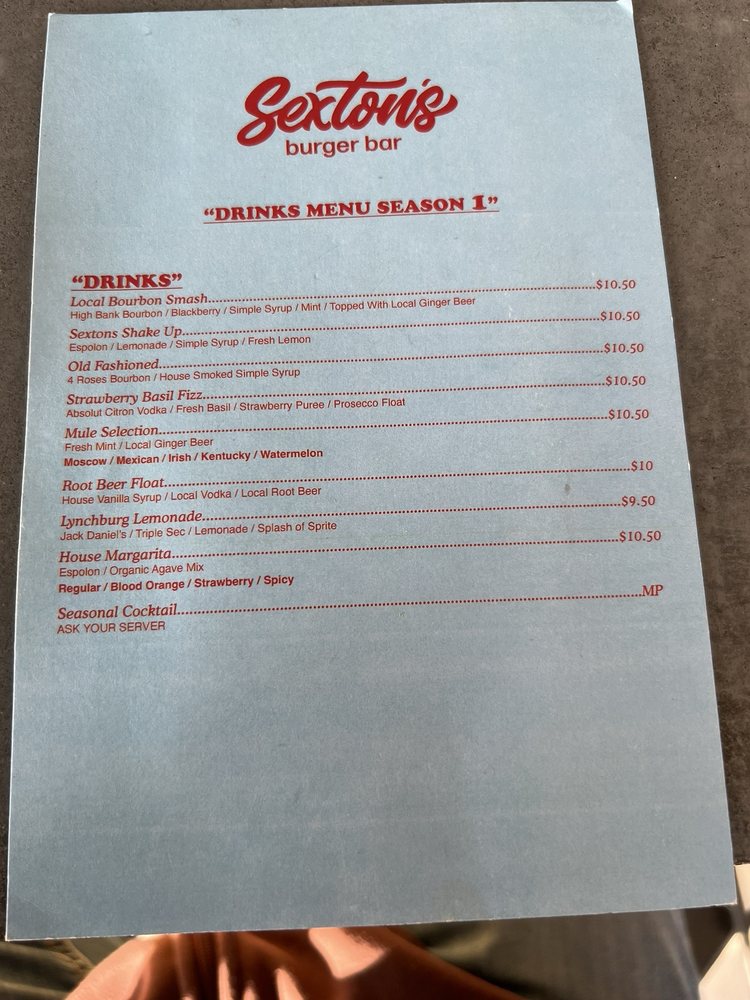 Sexton's
burger bar
“DRINKS MENU SEASON 1”
“DRINKS”
Local Bourbon Smash..........$10.50
High Bank Bourbon / Blackberry / Simple Syrup / Mint / Topped With Local Ginger Beer
Sextons Shake Up..........$10.50
Espolon / Lemonade / Simple Syrup / Fresh Lemon
Old Fashioned..........$10.50
4 Roses Bourbon / House Smoked Simple Syrup
Strawberry Basil Fizz..........$10.50
Absolut Citron Vodka / Fresh Basil / Strawberry Puree / Prosecco Float
Mule Selection..........$10.50
Fresh Mint / Local Ginger Beer
Moscow / Mexican / Irish / Kentucky / Watermelon
Root Beer Float..........$10
House Vanilla Syrup / Local Vodka / Local Root Beer
Lynchburg Lemonade..........$9.50
Jack Daniel's / Triple Sec / Lemonade / Splash of Sprite
House Margarita..........$10.50
Espolon / Organic Agave Mix
Regular / Blood Orange / Strawberry / Spicy
Seasonal Cocktail..........MP
ASK YOUR SERVER